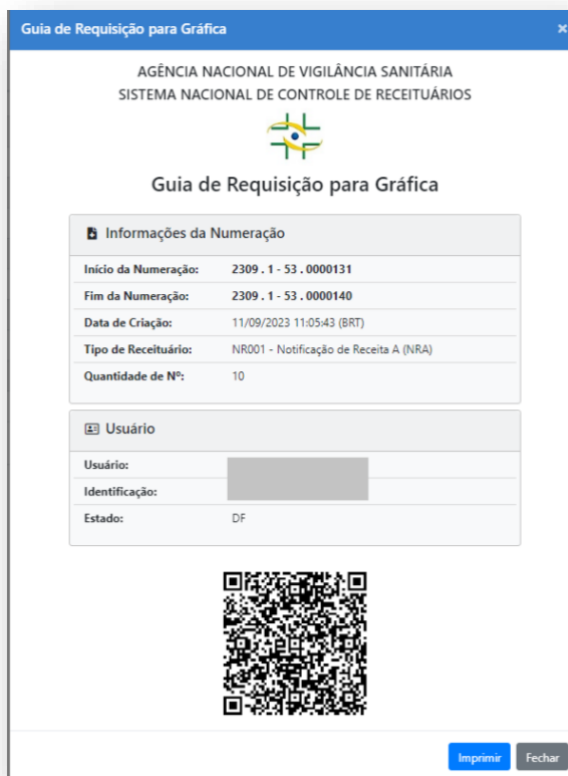 Guia de Requisição para Gráfica ×
AGÊNCIA NACIONAL DE VIGILÂNCIA SANITÁRIA
SISTEMA NACIONAL DE CONTROLE DE RECEITUÁRIOS
Guia de Requisição para Gráfica
Informações da Numeração
Início da Numeração: 2309 . 1 - 53 . 0000131
Fim da Numeração: 2309 . 1 - 53 . 0000140
Data de Criação: 11/09/2023 11:05:43 (BRT)
Tipo de Receituário: NR001 - Notificação de Receita A (NRA)
Quantidade de Nº: 10
Usuário
Usuário:
Identificação:
Estado: DF
Imprimir Fechar